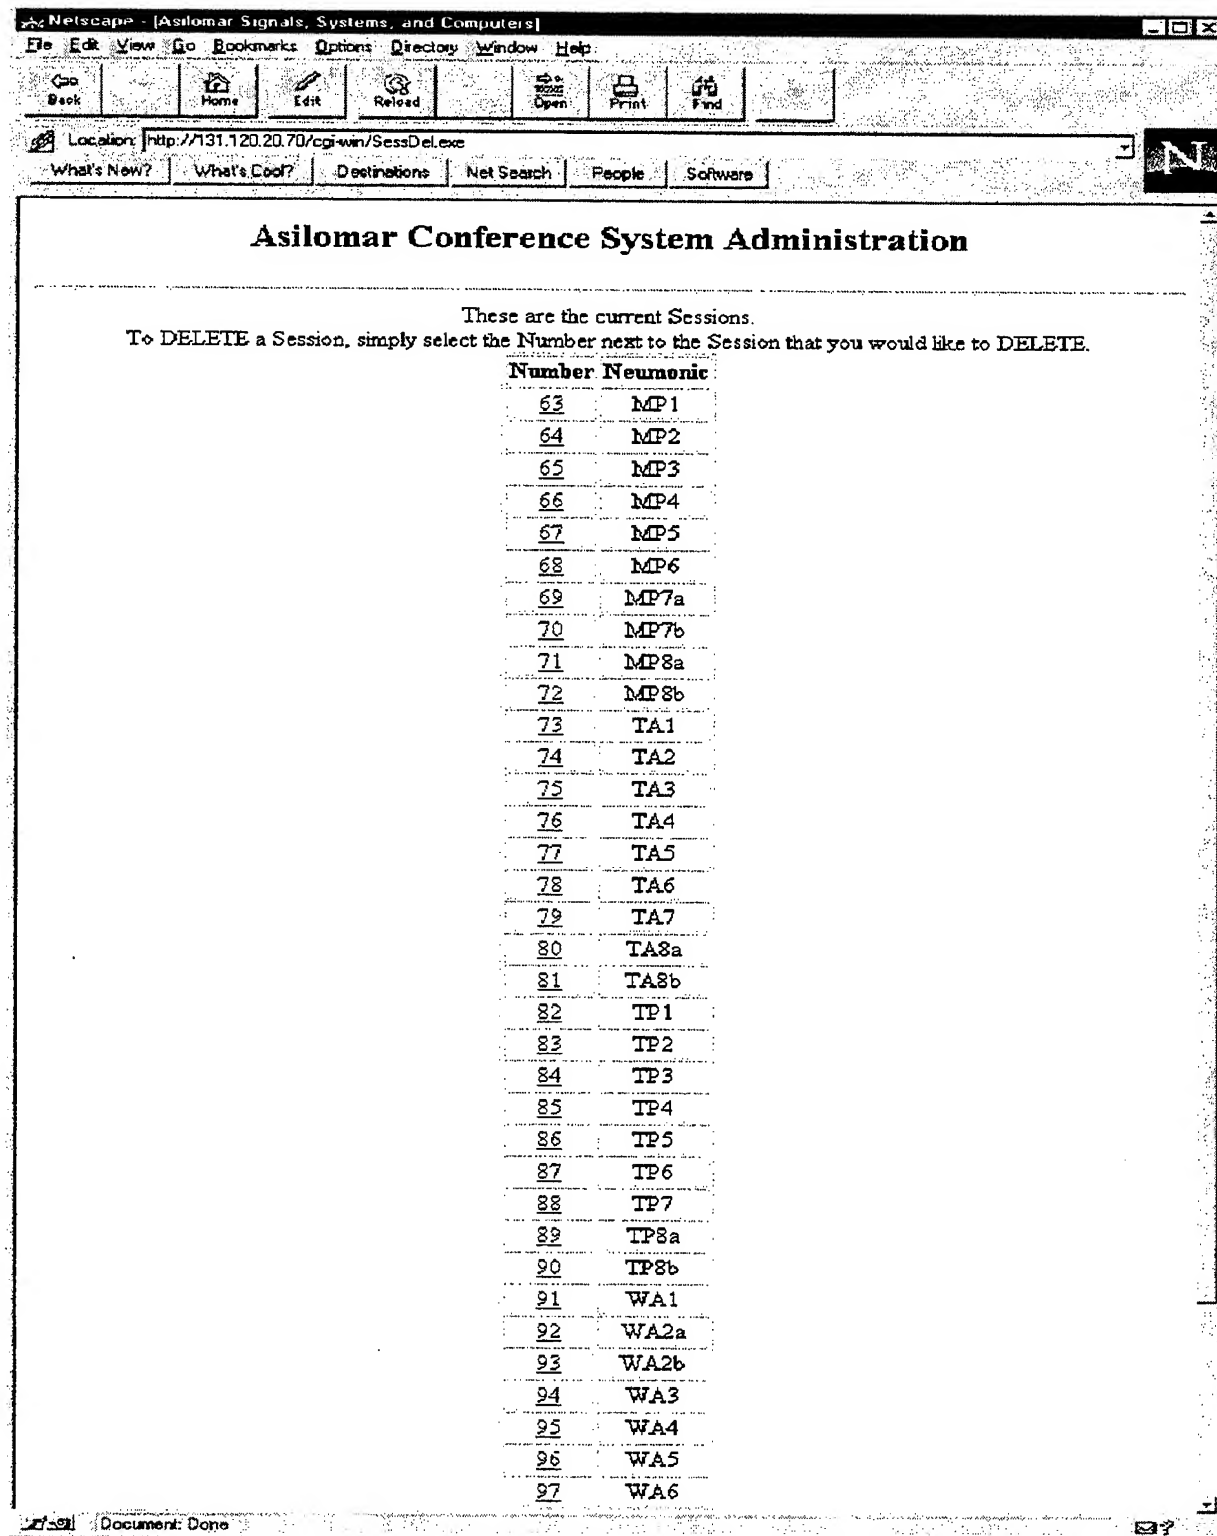 Netscape - [Asilomar Signals, Systems, and Computers]
File Edit View Go Bookmarks Options Directory Window Help
Back Home Edit Reload Open Print Find
Location: http://131.120.20.70/cgi-win/SessDel.exe
N
What's New? What's Cool? Destinations Net Search People Software
Asilomar Conference System Administration
These are the current Sessions.
To DELETE a Session, simply select the Number next to the Session that you would like to DELETE.
Number Neumonic
63 MP1
64 MP2
65 MP3
66 MP4
67 MP5
68 MP6
69 MP7a
70 MP7b
71 MP8a
72 MP8b
73 TA1
74 TA2
75 TA3
76 TA4
77 TA5
78 TA6
79 TA7
80 TA8a
81 TA8b
82 TP1
83 TP2
84 TP3
85 TP4
86 TP5
87 TP6
88 TP7
89 TP8a
90 TP8b
91 WA1
92 WA2a
93 WA2b
94 WA3
95 WA4
96 WA5
97 WA6
Document: Done